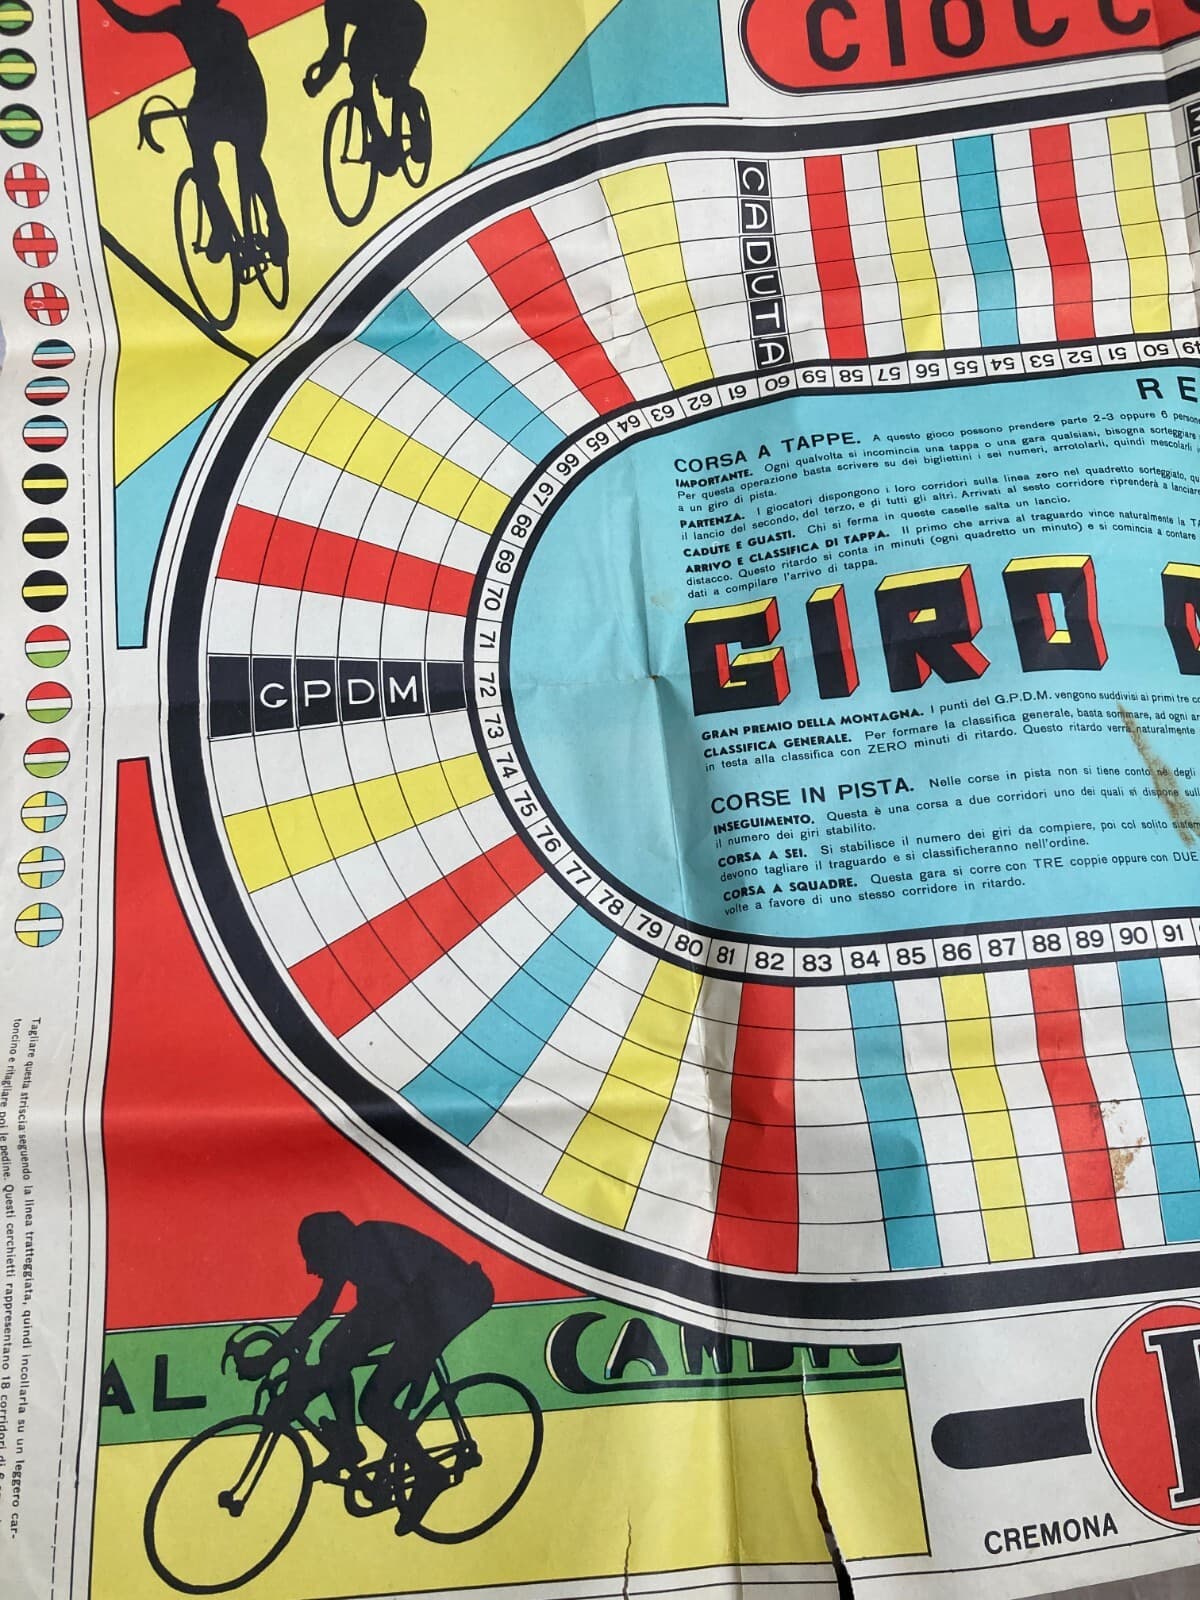 CIOCC
CADUTA
49 50 51 52 53 54 55 56 57 58 59 60 61 62 63 64 65 66 67 68 69 70 71 72 73 74 75 76 77 78 79 80 81 82 83 84 85 86 87 88 89 90 91
RE
CORSA A TAPPE. A questo gioco possono prendere parte 2-3 oppure 6 persone
IMPORTANTE. Ogni qualvolta si incomincia una tappa o una gara qualsiasi, bisogna sorteggiare
Per questa operazione basta scrivere su dei bigliettini i sei numeri, arrotolarli, quindi mescolarli
a un giro di pista.
PARTENZA. I giocatori dispongono i loro corridori sulla linea zero nel quadretto sorteggiato,
il lancio del secondo, del terzo, e di tutti gli altri. Arrivati al sesto corridore riprenderà a lanciare
CADUTE E GUASTI. Chi si ferma in queste caselle salta un lancio.
ARRIVO E CLASSIFICA DI TAPPA. Il primo che arriva al traguardo vince naturalmente la
distacco. Questo ritardo si conta in minuti (ogni quadretto un minuto) e si comincia a contare
dati a compilare l'arrivo di tappa.
GIRO
GPDM
GRAN PREMIO DELLA MONTAGNA. I punti del G.P.D.M. vengono suddivisi ai primi tre
CLASSIFICA GENERALE. Per formare la classifica generale, basta sommare, ad ogni
in testa alla classifica con ZERO minuti di ritardo. Questo ritardo verrà naturalmente
CORSE IN PISTA. Nelle corse in pista non si tiene conto nè degli
INSEGUIMENTO. Questa è una corsa a due corridori uno dei quali si dispone
il numero dei giri stabilito.
CORSA A SEI. Si stabilisce il numero dei giri da compiere, poi col solito
devono tagliare il traguardo e si classificheranno nell'ordine.
CORSA A SQUADRE. Questa gara si corre con TRE coppie oppure con DUE
volte a favore di uno stesso corridore in ritardo.
Tagliare questa striscia seguendo la linea tratteggiata, quindi incollarla su un leggero car-
toncino e ritagliare poi le pedine. Questi cerchietti rappresentano 18 corridori di
AL
CAMBIO
CREMONA